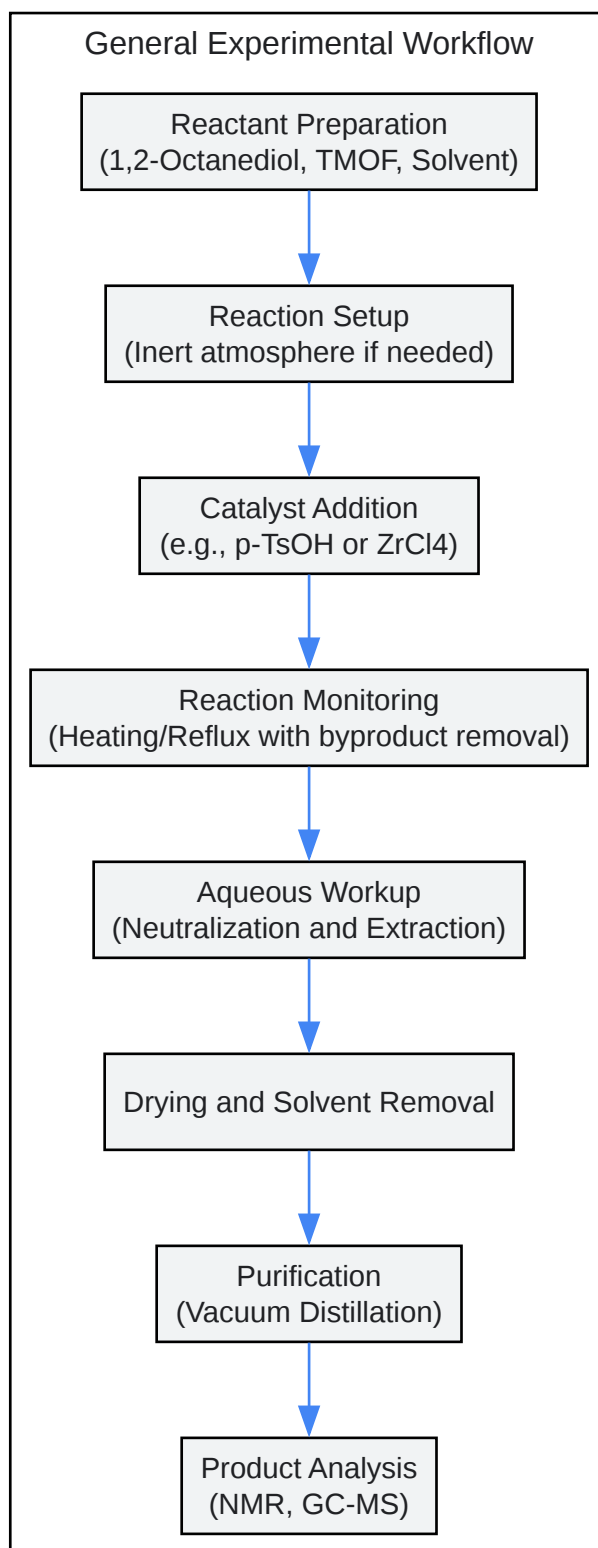 General Experimental Workflow
Reactant Preparation
(1,2-Octanediol, TMOF, Solvent)
Reaction Setup
(Inert atmosphere if needed)
Catalyst Addition
(e.g., p-TsOH or ZrCl4)
Reaction Monitoring
(Heating/Reflux with byproduct removal)
Aqueous Workup
(Neutralization and Extraction)
Drying and Solvent Removal
Purification
(Vacuum Distillation)
Product Analysis
(NMR, GC-MS)